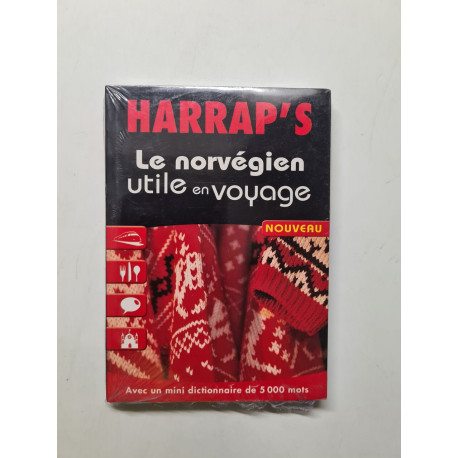 HARRAP'S
Le norvégien
utile en voyage
NOUVEAU
Avec un mini dictionnaire de 5 000 mots